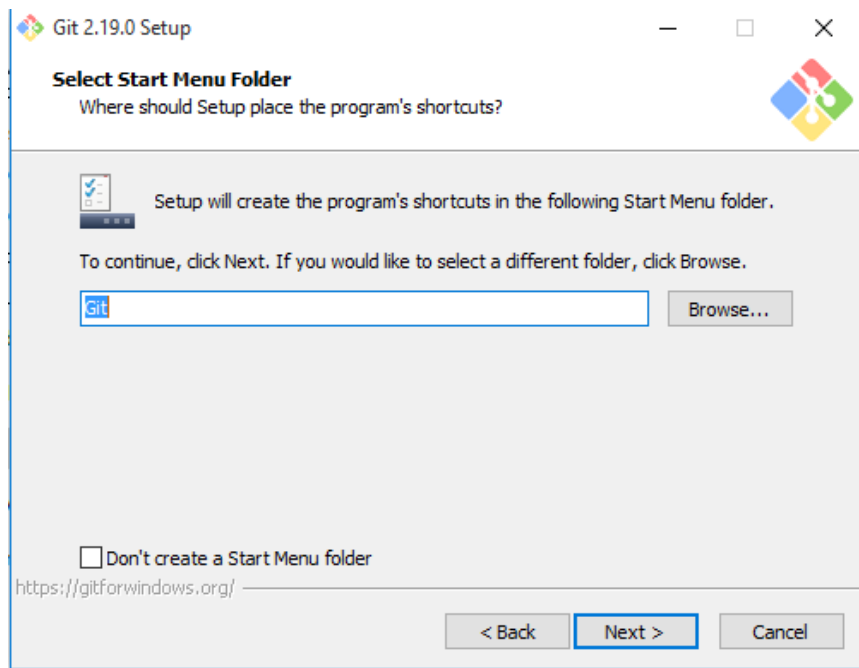 Git 2.19.0 Setup
Select Start Menu Folder
Where should Setup place the program's shortcuts?
Setup will create the program's shortcuts in the following Start Menu folder.
To continue, click Next. If you would like to select a different folder, click Browse.
Git
Browse...
Don't create a Start Menu folder
https://gitforwindows.org/
< Back
Next >
Cancel